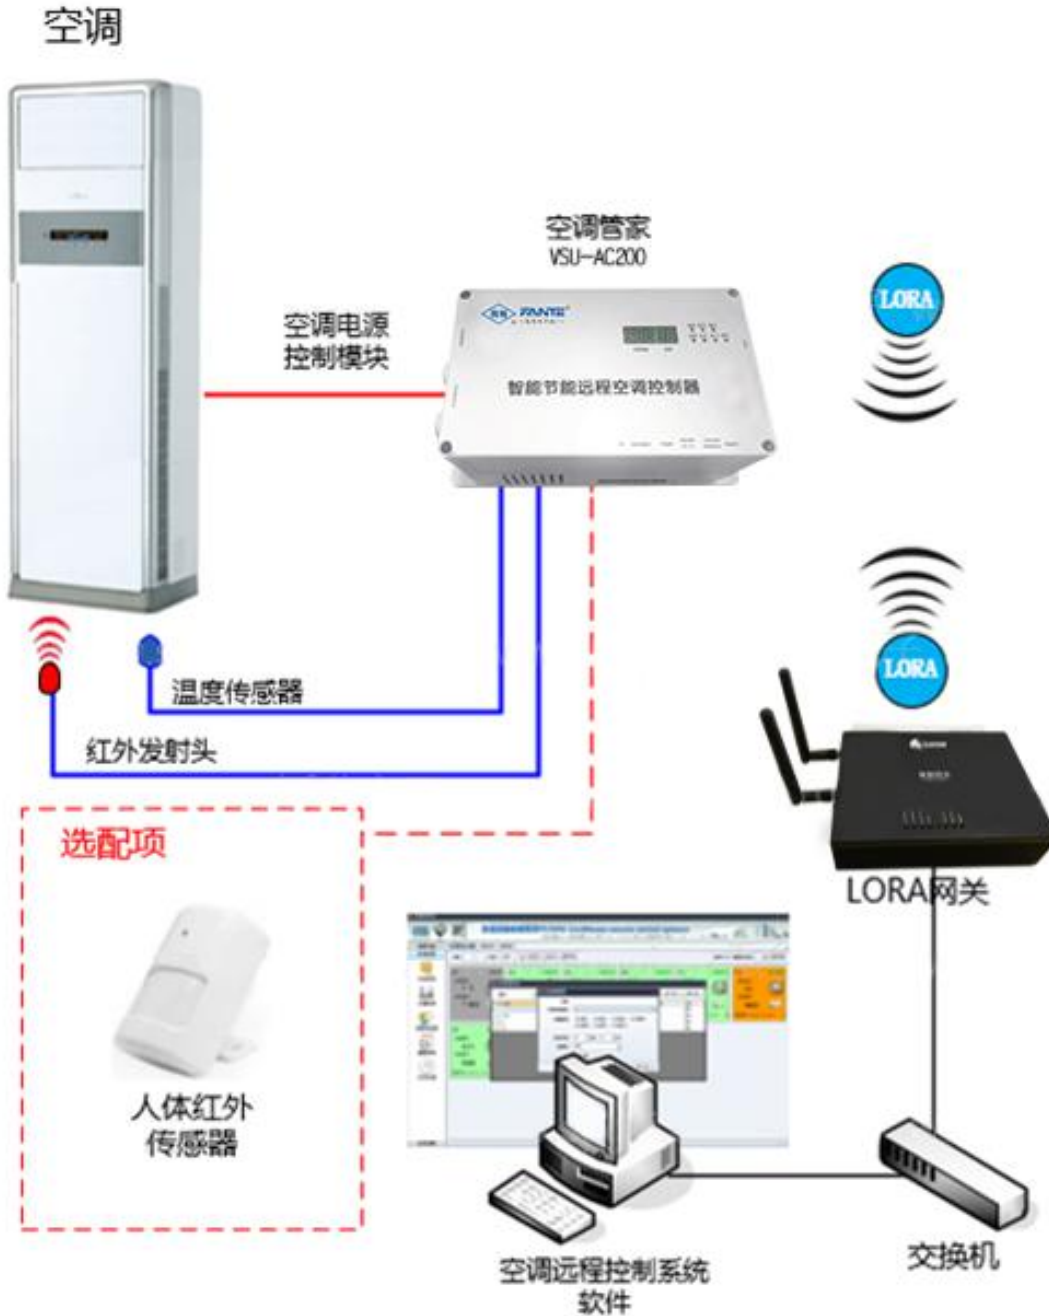 空调
空调管家
VSU-AC200
LORA
空调电源
控制模块
FANTE
智能节能远程空调控制器
LORA
温度传感器
红外发射头
选配项
LORA网关
人体红外
传感器
空调远程控制系统
软件
交换机